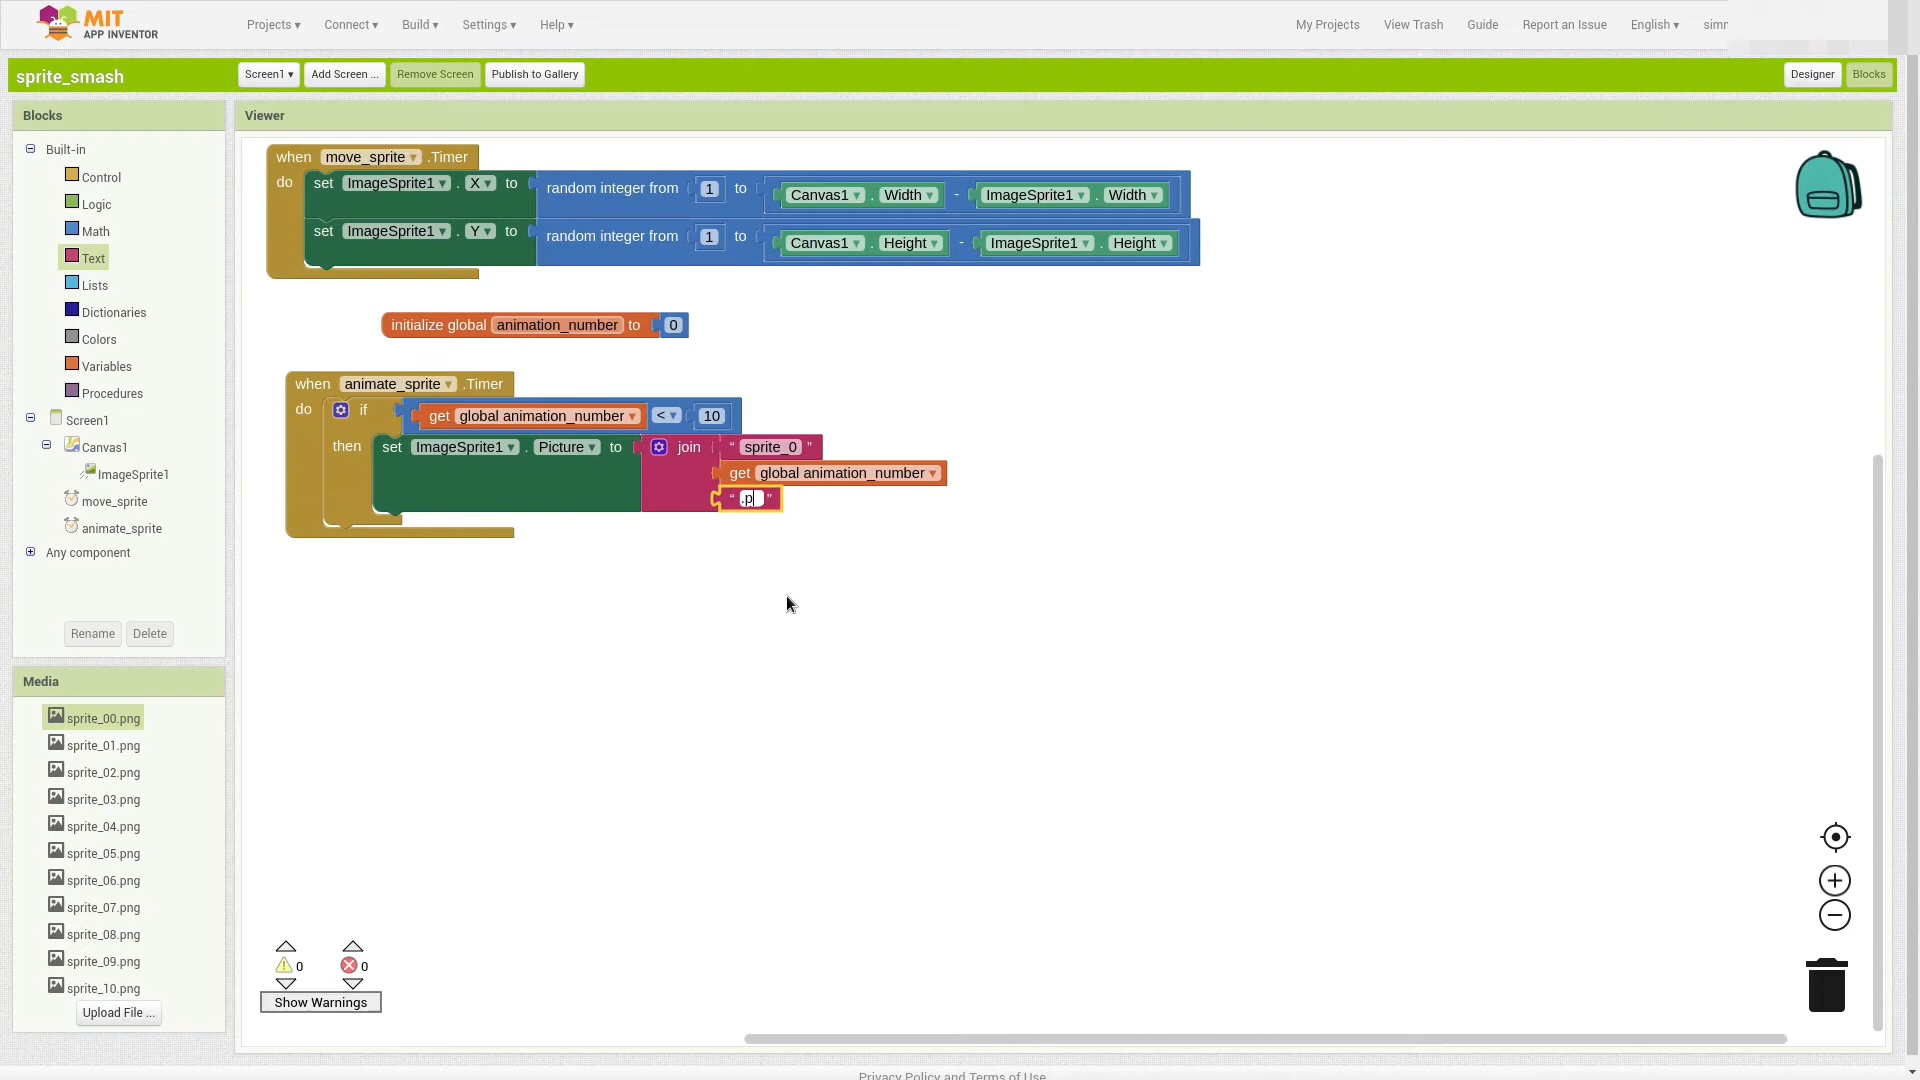 MIT
APP INVENTOR
Projects ▾
Connect ▾
Build ▾
Settings ▾
Help ▾
My Projects
View Trash
Guide
Report an Issue
English ▾
sprite_smash
Screen1 ▾
Add Screen ...
Remove Screen
Publish to Gallery
Designer
Blocks
Blocks
Built-in
Control
Logic
Math
Text
Lists
Dictionaries
Colors
Variables
Procedures
Screen1
Canvas1
ImageSprite1
move_sprite
animate_sprite
Any component
Rename
Delete
Media
sprite_00.png
sprite_01.png
sprite_02.png
sprite_03.png
sprite_04.png
sprite_05.png
sprite_06.png
sprite_07.png
sprite_08.png
sprite_09.png
sprite_10.png
Upload File ...
Viewer
when move_sprite ▾ .Timer
do set ImageSprite1 ▾ . X ▾ to random integer from 1 to Canvas1 ▾ . Width ▾ - ImageSprite1 ▾ . Width ▾
set ImageSprite1 ▾ . Y ▾ to random integer from 1 to Canvas1 ▾ . Height ▾ - ImageSprite1 ▾ . Height ▾
initialize global animation_number to 0
when animate_sprite ▾ .Timer
do if get global animation_number ▾ < ▾ 10
then set ImageSprite1 ▾ . Picture ▾ to join “ sprite_0 ”
get global animation_number ▾
“ .p ”
0
0
Show Warnings
Privacy Policy and Terms of Use